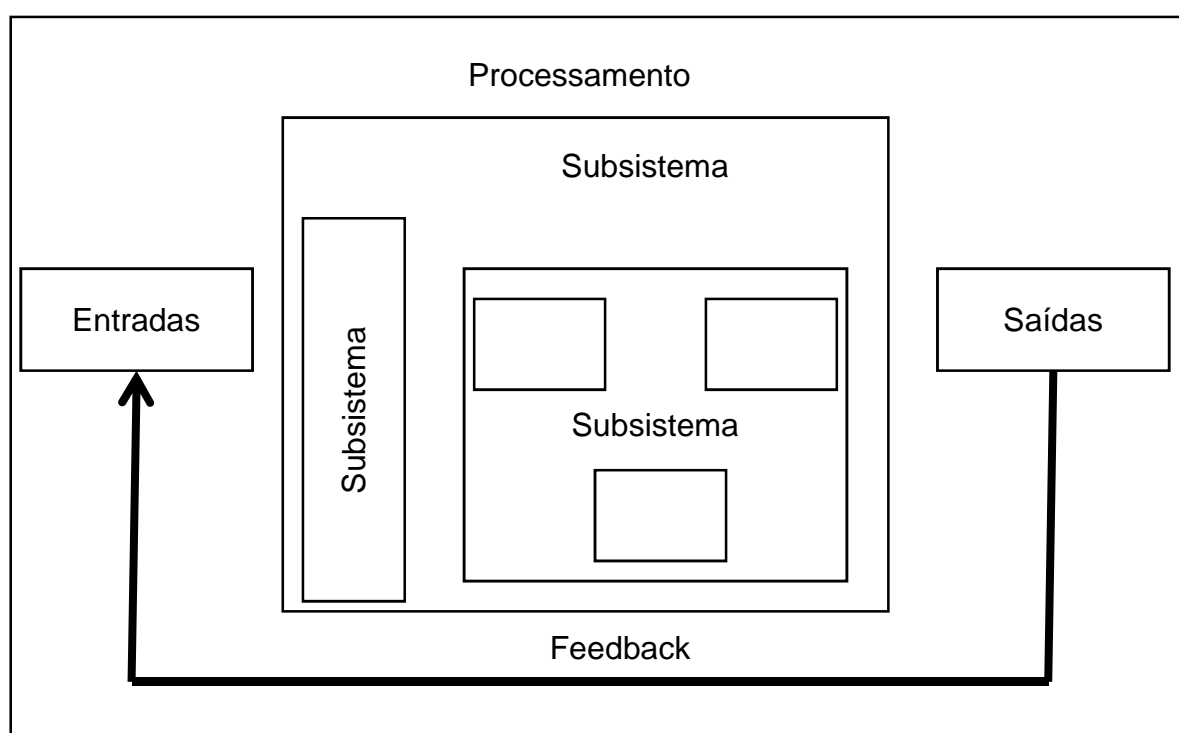 Processamento
Subsistema
Entradas
Subsistema
Subsistema
Saídas
Feedback